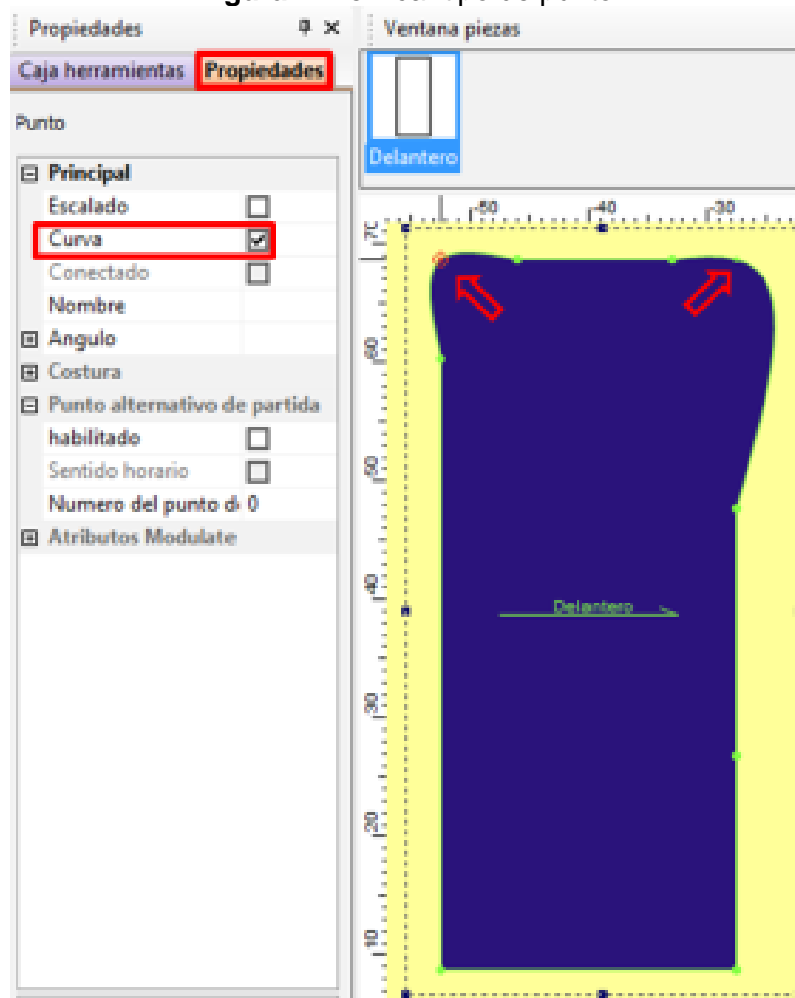 Propiedades
Caja herramientas Propiedades
Punto
Principal
Escalado
Curva
Conectado
Nombre
Angulo
Costura
Punto alternativo de partida
habilitado
Sentido horario
Numero del punto d 0
Atributos Modulate
Ventana piezas
Delantero
-50 -40 -30
70
60
50
40
30
20
10
Delantero